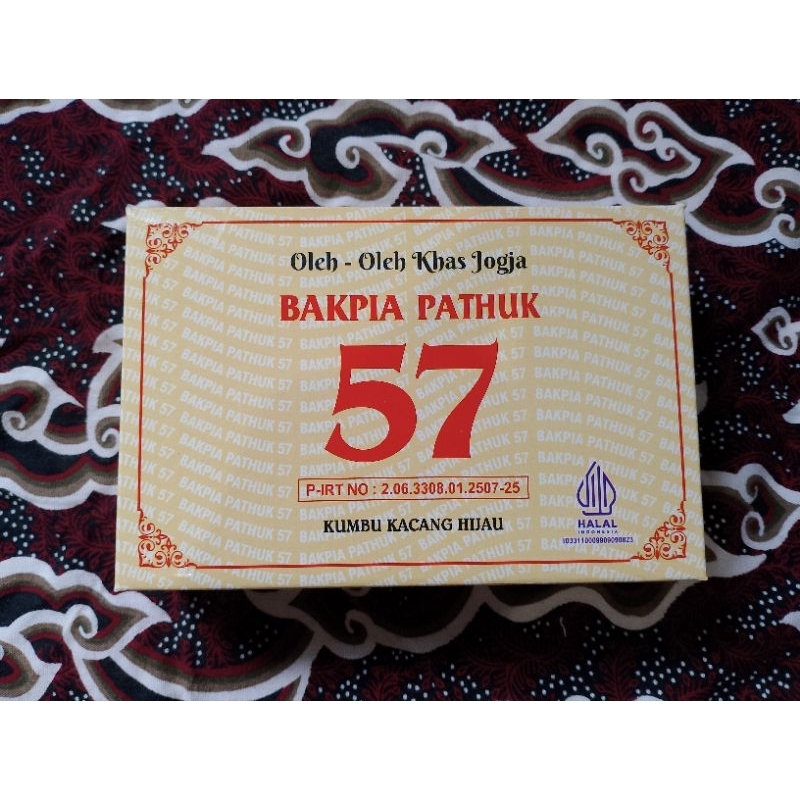 Oleh - Oleh Khas Jogja
BAKPIA PATHUK
57
P-IRT NO : 2.06.3308.01.2507-25
KUMBU KACANG HIJAU
HALAL
INDONESIA